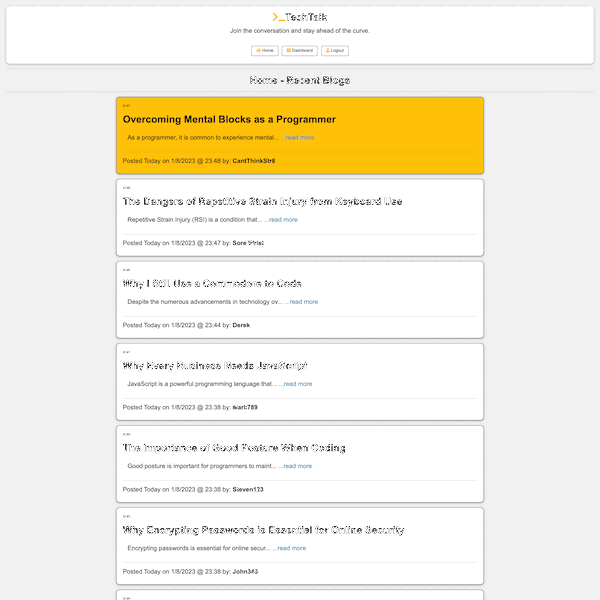 >_TechTalk
Join the conversation and stay ahead of the curve.
Home Dashboard Logout
Home - Recent Blogs
Overcoming Mental Blocks as a Programmer
As a programmer, it is common to experience mental... ...read more
Posted Today on 1/8/2023 @ 23:48 by: CantThinkStr8
The Dangers of Repetitive Strain Injury from Keyboard Use
Repetitive Strain Injury (RSI) is a condition that... ...read more
Posted Today on 1/8/2023 @ 23:47 by: Sore Wrist
Why I Still Use a Commodore to Code
Despite the numerous advancements in technology ov... ...read more
Posted Today on 1/8/2023 @ 23:44 by: Derek
Why Every Business Needs JavaScript
JavaScript is a powerful programming language that... ...read more
Posted Today on 1/8/2023 @ 23:38 by:
The Importance of Good Posture When Coding
Good posture is important for programmers to maint... ...read more
Posted Today on 1/8/2023 @ 23:38 by: Steven123
Why Encrypting Passwords is Essential for Online Security
Encrypting passwords is essential for online secur... ...read more
Posted Today on 1/8/2023 @ 23:38 by: